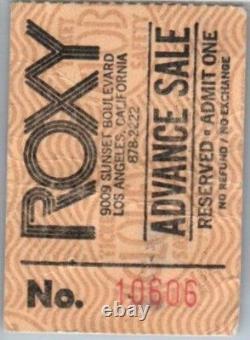 ROXY
9009 SUNSET BOULEVARD
LOS ANGELES, CALIFORNIA
878-2222
ADVANCE SALE
RESERVED • ADMIT ONE
NO REFUND / NO EXCHANGE
No. 10606